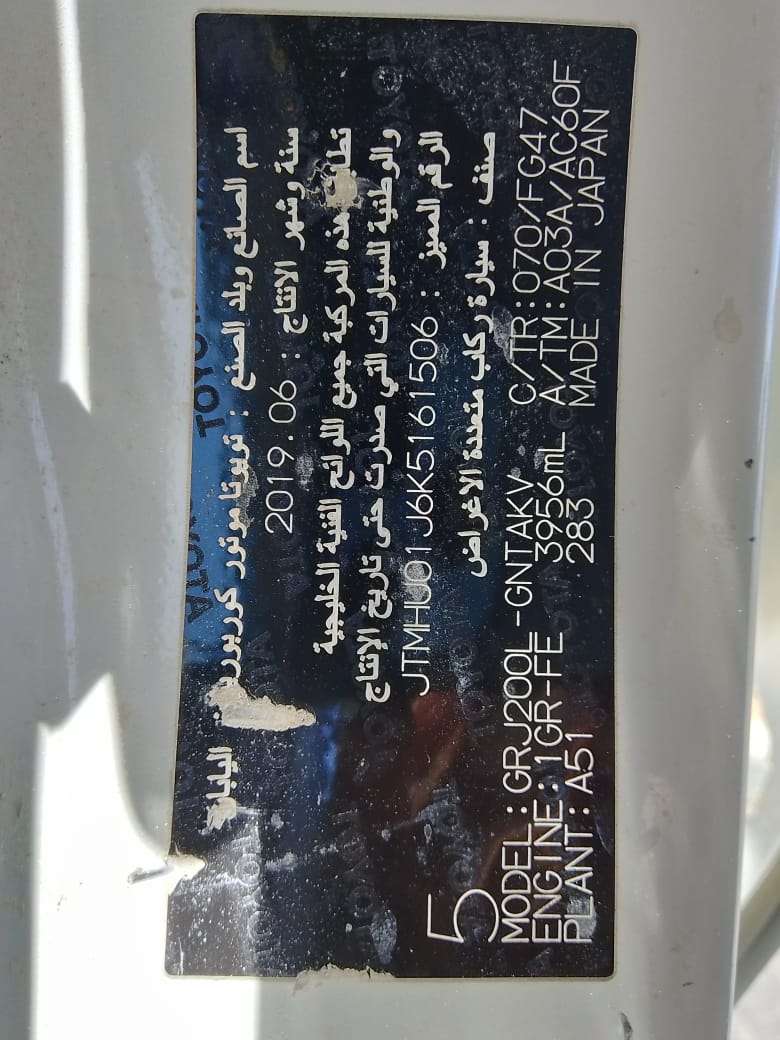 اسم الصانع وبلد الصنع : تويوتا موتور كوربوريشن اليابان
سنة وشهر الانتاج : 2019.06
تطابق هذه المركبة جميع اللوائح الفنية الخليجية
والوطنية للسيارات التي صدرت حتى تاريخ الإنتاج
الرقم المميز : JTMHU01J6K5161506
صنف : سيارة ركاب متعددة الاغراض
5
MODEL:GRJ200L-GNTAKV C/TR:070/FG47
ENGINE:1GR-FE 3956mL A/TM:A03A/AC60F
PLANT:A51 283 MADE IN JAPAN